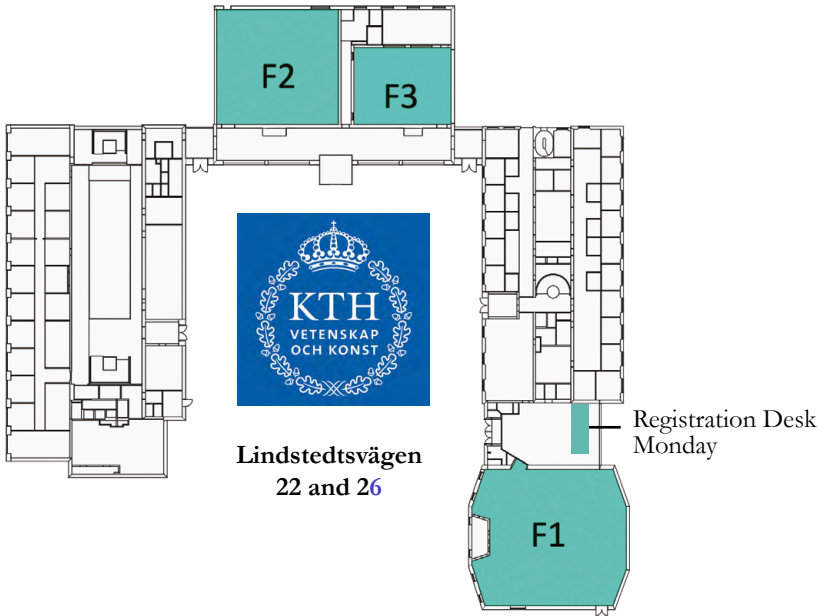 F2
F3
KTH
VETENSKAP
OCH KONST
Lindstedtsvägen
22 and 26
Registration Desk
Monday
F1